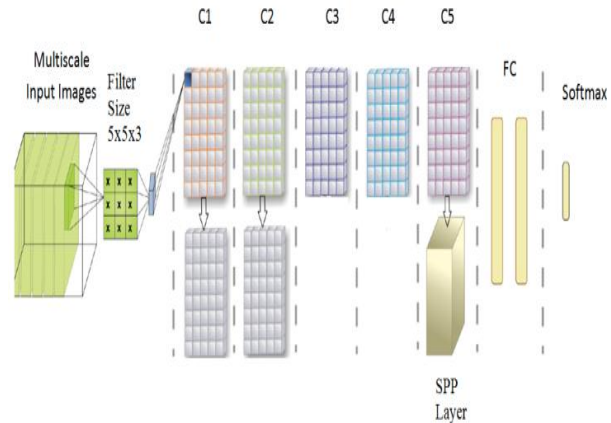 C1 C2 C3 C4 C5
Multiscale
Input Images
Filter
Size
5x5x3
FC
Softmax
x x x
x x x
x x x
SPP
Layer